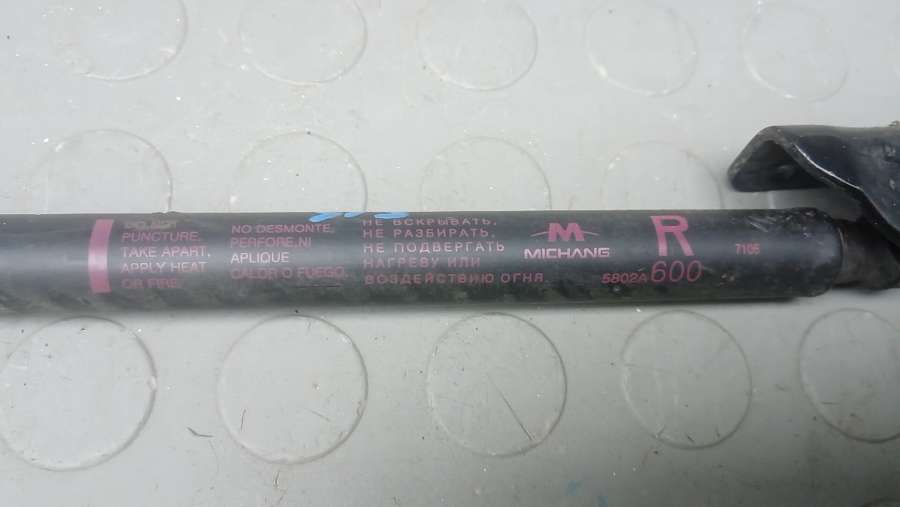 DO NOT
PUNCTURE,
TAKE APART,
APPLY HEAT
OR FIRE.
NO DESMONTE,
PERFORE.NI
APLIQUE
CALOR O FUEGO.
НЕ ВСКРЫВАТЬ,
НЕ РАЗБИРАТЬ,
НЕ ПОДВЕРГАТЬ
НАГРЕВУ ИЛИ
ВОЗДЕЙСТВИЮ ОГНЯ
M
MICHANG
R
5802A600
7105